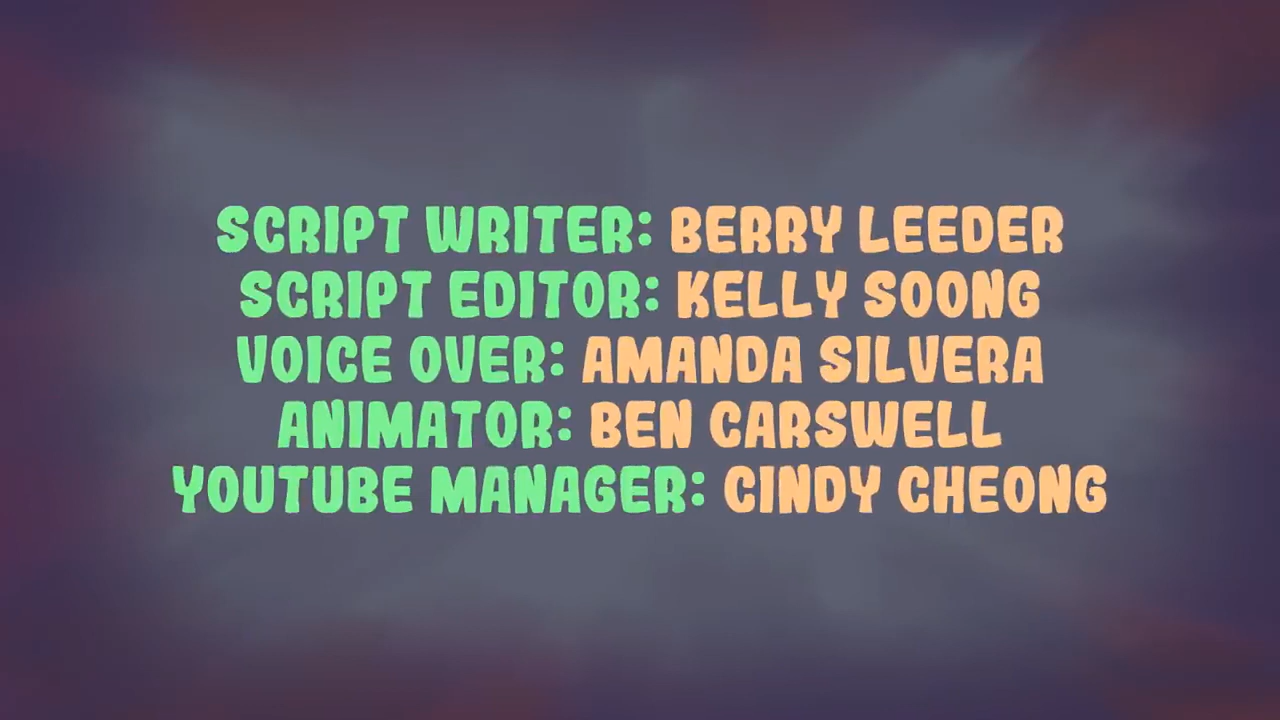 SCRIPT WRITER: BERRY LEEDER
SCRIPT EDITOR: KELLY SOONG
VOICE OVER: AMANDA SILVERA
ANIMATOR: BEN CARSWELL
YOUTUBE MANAGER: CINDY CHEONG